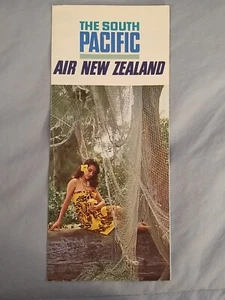 THE SOUTH
PACIFIC
AIR NEW ZEALAND